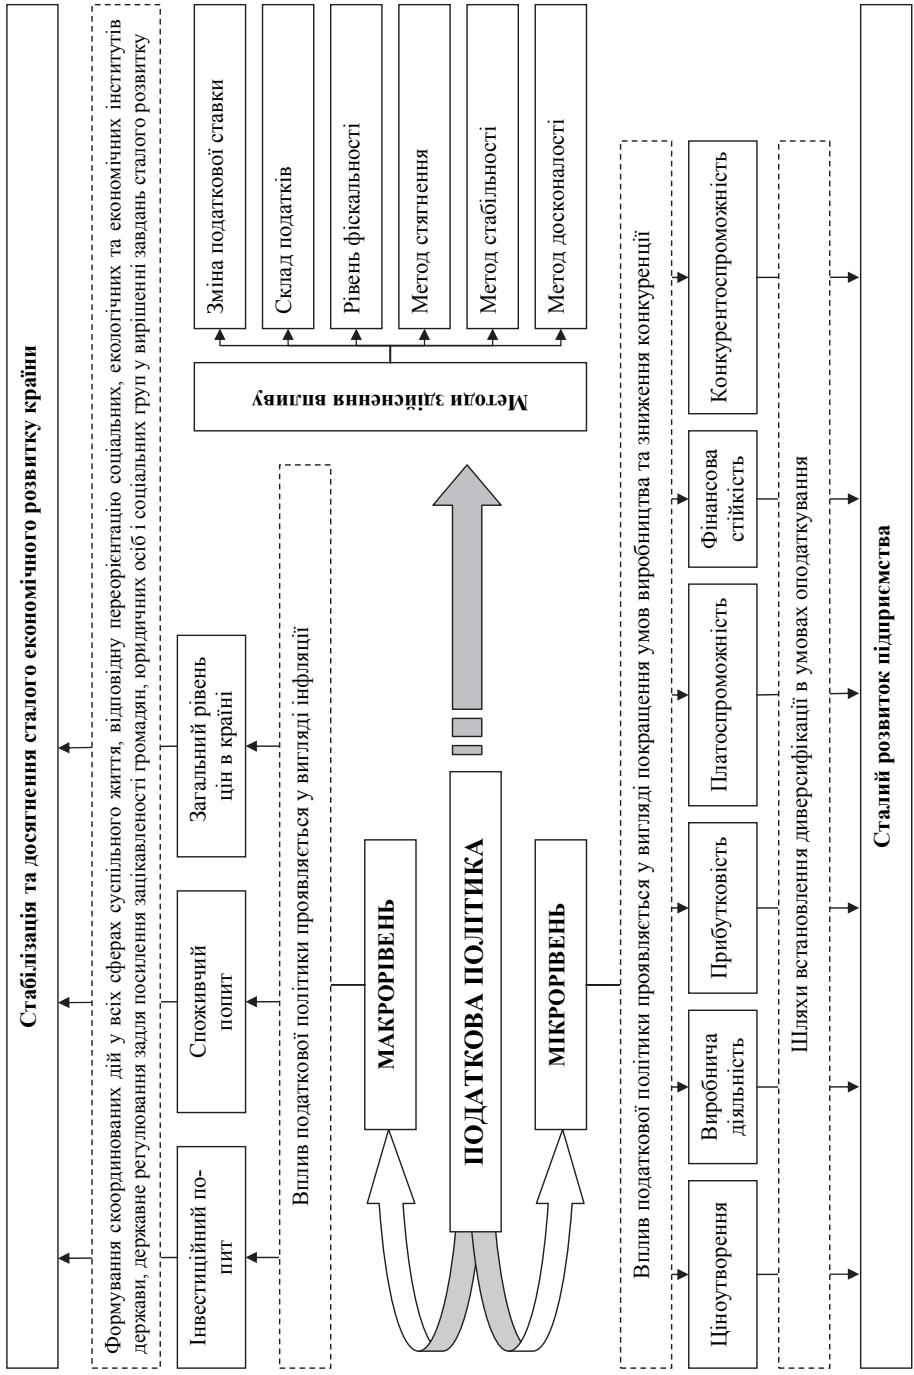 Стабілізація та досягнення сталого економічного розвитку країни
Формування скоординованих дій у всіх сферах суспільного життя, відповідну переорієнтацію соціальних, екологічних та економічних інститутів
держави, державне регулювання задля посилення зацікавленості громадян, юридичних осіб і соціальних груп у вирішенні завдань сталого розвитку
Інвестиційний по-
пит
Споживчий
попит
Загальний рівень
цін в країні
Вплив податкової політики проявляється у вигляді інфляції
МАКРОРІВЕНЬ
ПОДАТКОВА ПОЛІТИКА
МІКРОРІВЕНЬ
Методи здійснення впливу
Зміна податкової ставки
Склад податків
Рівень фіскальності
Метод стягнення
Метод стабільності
Метод досконалості
Вплив податкової політики проявляється у вигляді покращення умов виробництва та зниження конкуренції
Ціноутворення
Виробнича
діяльність
Прибутковість
Платоспроможність
Фінансова
стійкість
Конкурентоспроможність
Шляхи встановлення диверсифікації в умовах оподаткування
Сталий розвиток підприємства